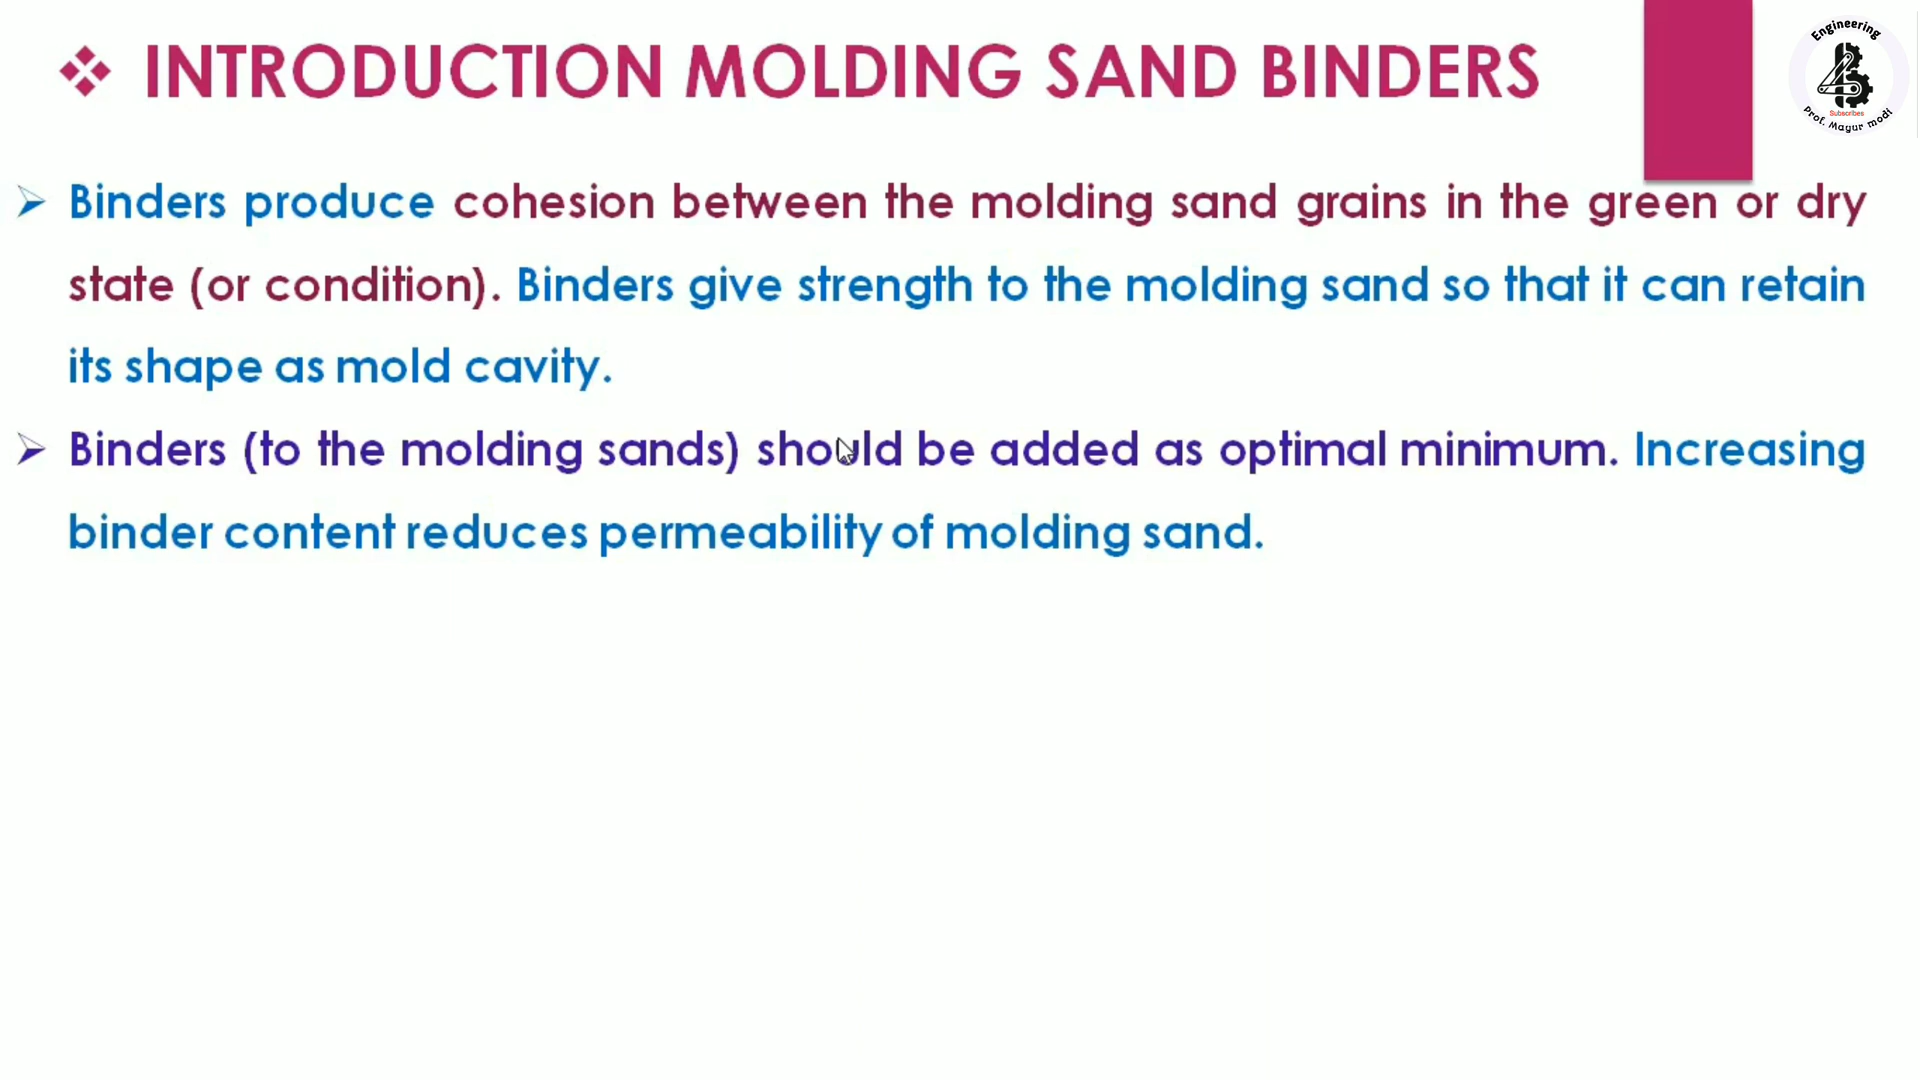 INTRODUCTION MOLDING SAND BINDERS
Engineering
Subscribes
Prof. Mayur modi
Binders produce cohesion between the molding sand grains in the green or dry
state (or condition). Binders give strength to the molding sand so that it can retain
its shape as mold cavity.
Binders (to the molding sands) should be added as optimal minimum. Increasing
binder content reduces permeability of molding sand.